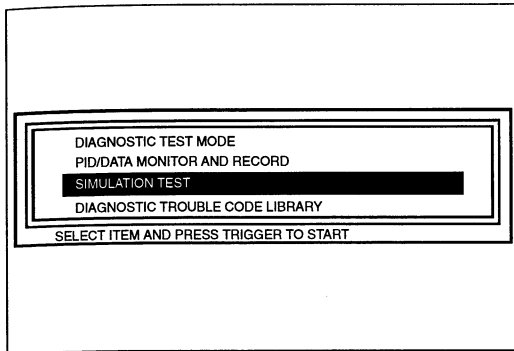 DIAGNOSTIC TEST MODE
PID/DATA MONITOR AND RECORD
SIMULATION TEST
DIAGNOSTIC TROUBLE CODE LIBRARY
SELECT ITEM AND PRESS TRIGGER TO START